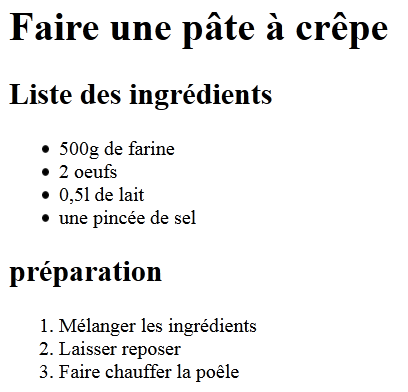 Faire une pâte à crêpe
Liste des ingrédients
• 500g de farine
• 2 oeufs
• 0,5l de lait
• une pincée de sel
préparation
1. Mélanger les ingrédients
2. Laisser reposer
3. Faire chauffer la poêle